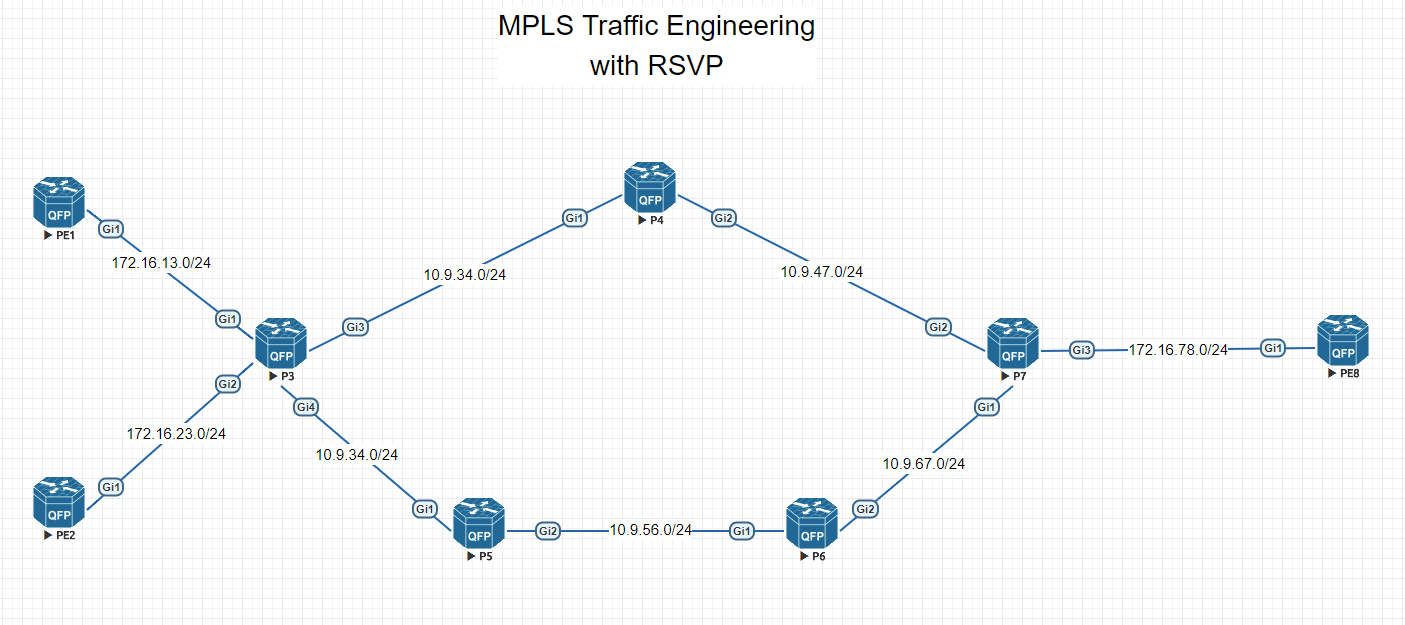 MPLS Traffic Engineering
with RSVP
QFP
PE1
Gi1
172.16.13.0/24
Gi1
QFP
P4
Gi1
Gi2
10.9.34.0/24
10.9.47.0/24
Gi3
Gi2
QFP
P3
QFP
P7
Gi3
172.16.78.0/24
Gi1
QFP
PE8
Gi2
172.16.23.0/24
Gi1
QFP
PE2
Gi4
10.9.34.0/24
Gi1
QFP
P5
Gi2
10.9.56.0/24
Gi1
QFP
P6
Gi2
10.9.67.0/24
Gi1